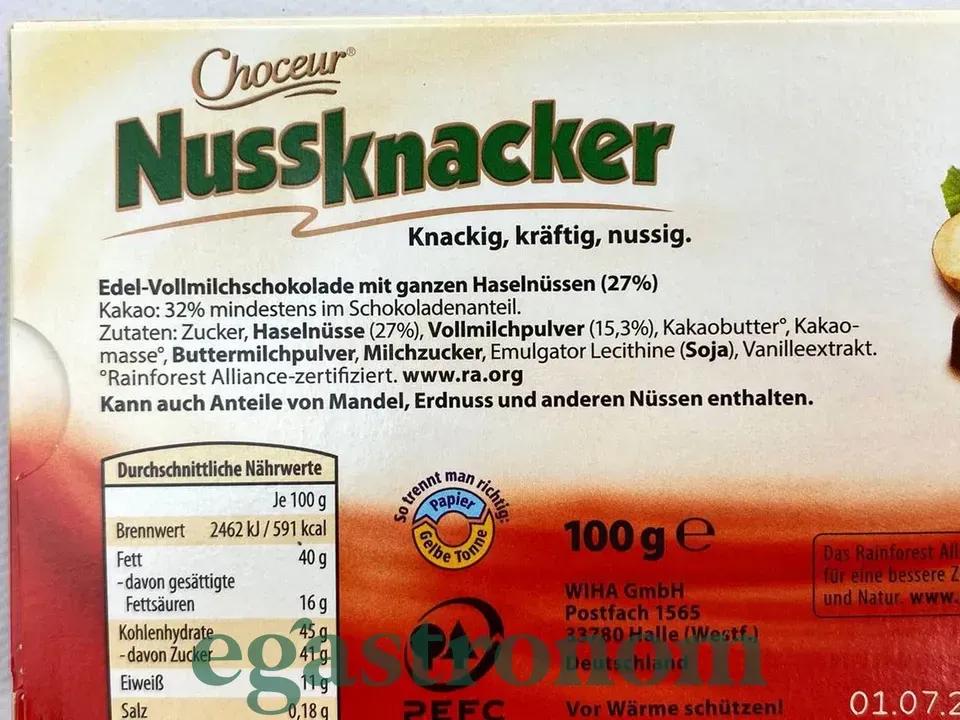 Choceur®
Nussknacker
Knackig, kräftig, nussig.
Edel-Vollmilchschokolade mit ganzen Haselnüssen (27%)
Kakao: 32% mindestens im Schokoladenanteil.
Zutaten: Zucker, Haselnüsse (27%), Vollmilchpulver (15,3%), Kakaobutter°, Kakao-
masse°, Buttermilchpulver, Milchzucker, Emulgator Lecithine (Soja), Vanilleextrakt.
°Rainforest Alliance-zertifiziert. www.ra.org
Kann auch Anteile von Mandel, Erdnuss und anderen Nüssen enthalten.
Durchschnittliche Nährwerte
Je 100 g
Brennwert 2462 kJ / 591 kcal
Fett 40 g
- davon gesättigte
Fettsäuren 16 g
Kohlenhydrate 45 g
- davon Zucker 41 g
Eiweiß 11 g
Salz 0,18 g
So trennt man richtig:
Papier
Gelbe Tonne
PEFC
100 g e
WIHA GmbH
Postfach 1565
33780 Halle (Westf.)
Deutschland
Vor Wärme schützen!
Das Rainforest All
für eine bessere Z
und Natur. www.
01.07.2
egastronom